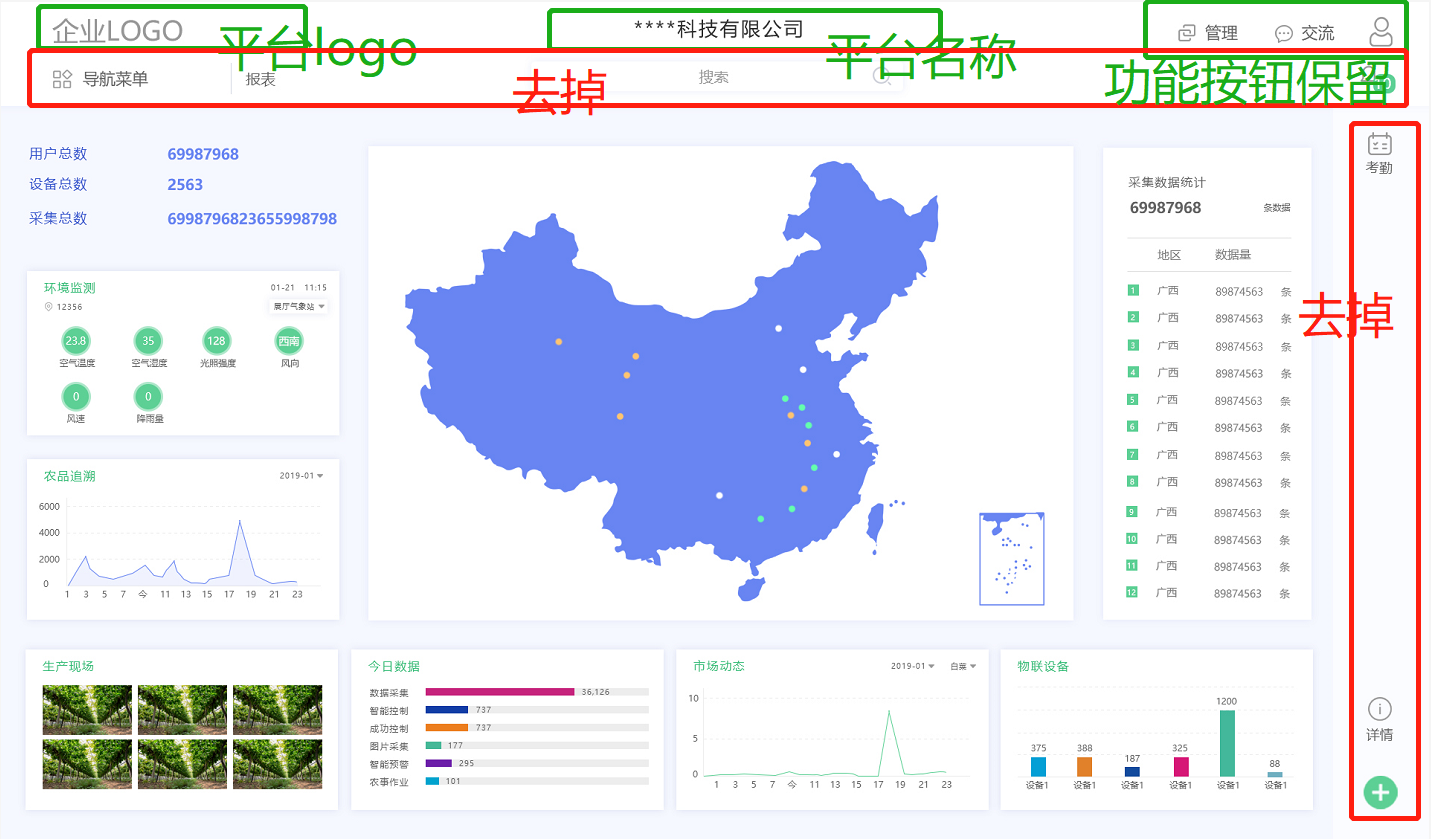 企业LOGO
平台logo
****科技有限公司
平台名称
管理
交流
功能按钮保留
导航菜单
报表
去掉
搜索
用户总数 69987968
设备总数 2563
采集总数 6998796823655998798
环境监测 01-21 11:15
12356 展厅气象站
23.8 35 128 西南
空气温度 空气湿度 光照强度 风向
0 0
风速 降雨量
农品追溯 2019-01
6000
4000
2000
0
1 3 5 7 今 11 13 15 17 19 21 23
采集数据统计
69987968 条数据
地区 数据量
1 广西 89874563 条
2 广西 89874563 条
3 广西 89874563 条
4 广西 89874563 条
5 广西 89874563 条
6 广西 89874563 条
7 广西 89874563 条
8 广西 89874563 条
9 广西 89874563 条
10 广西 89874563 条
11 广西 89874563 条
12 广西 89874563 条
考勤
去掉
详情
生产现场
今日数据
数据采集 36,126
智能控制 737
成功控制 737
图片采集 177
智能预警 295
农事作业 101
市场动态 2019-01 白菜
10
5
0
1 3 5 7 今 11 13 15 17 19 21 23
物联设备
375 388 187 325 1200 88
设备1 设备1 设备1 设备1 设备1 设备1